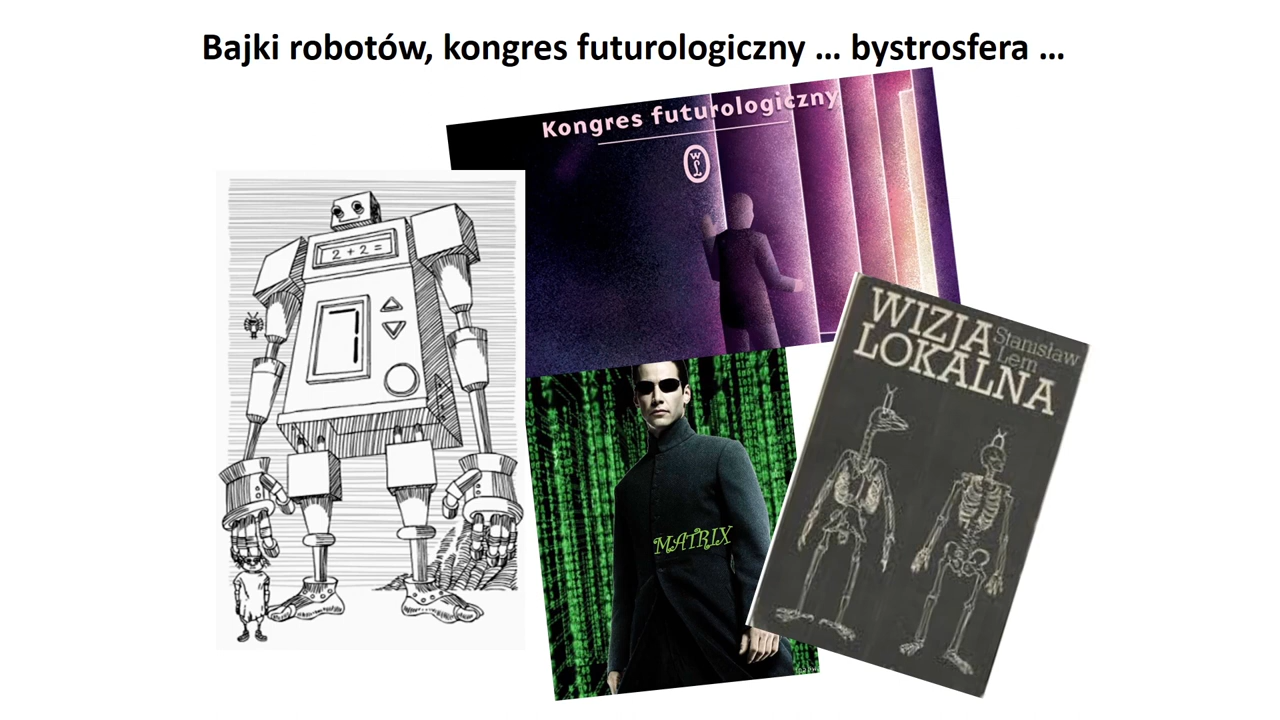 Bajki robotów, kongres futurologiczny … bystrosfera …
Kongres futurologiczny
W
Ł
2 + 2 =
7
WIZJA
LOKALNA
Stanisław
Lem
MATRIX